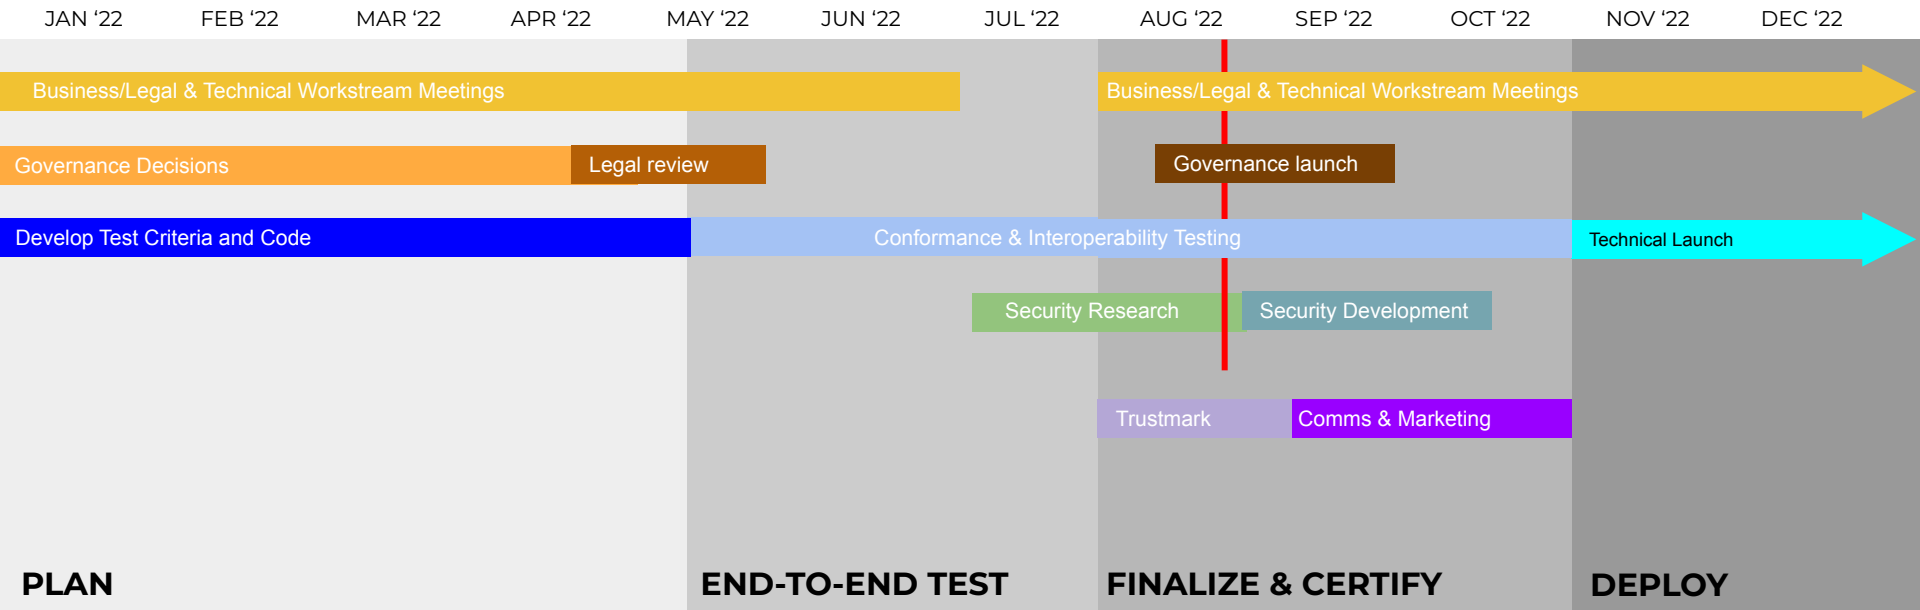 JAN ‘22 FEB ‘22 MAR ‘22 APR ‘22 MAY ‘22 JUN ‘22 JUL ‘22 AUG ‘22 SEP ‘22 OCT ‘22 NOV ‘22 DEC ‘22
Business/Legal & Technical Workstream Meetings Business/Legal & Technical Workstream Meetings
Governance Decisions Legal review Governance launch
Develop Test Criteria and Code Conformance & Interoperability Testing Technical Launch
Security Research Security Development
Trustmark Comms & Marketing
PLAN END-TO-END TEST FINALIZE & CERTIFY DEPLOY